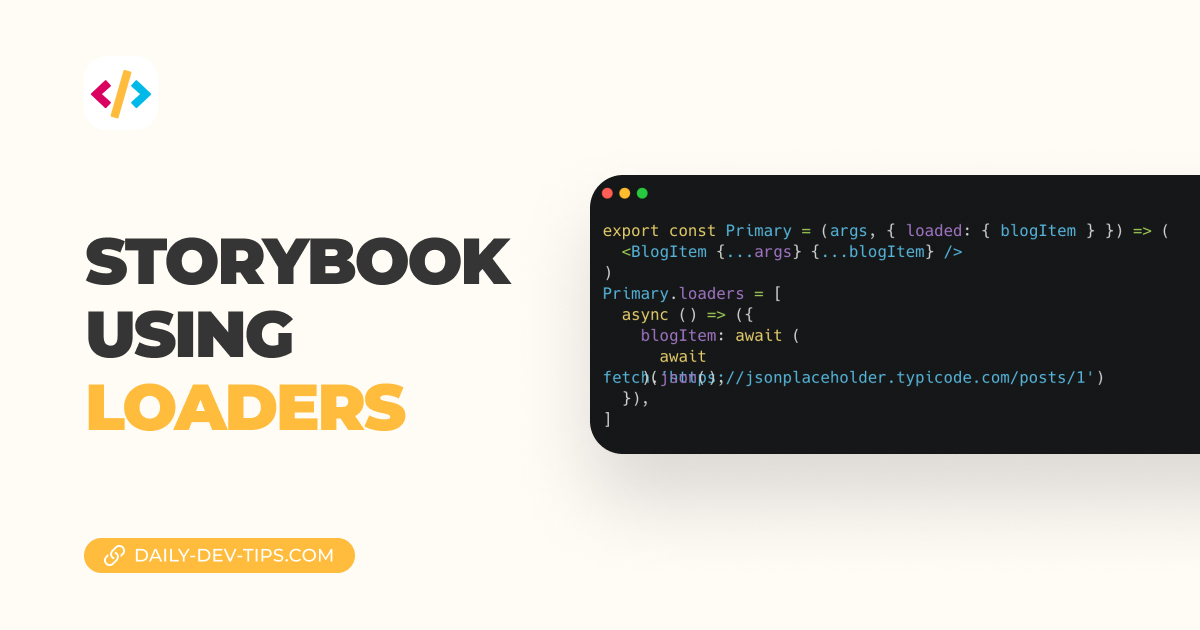 STORYBOOK
USING
LOADERS
DAILY-DEV-TIPS.COM
export const Primary = (args, { loaded: { blogItem } }) => (
<BlogItem {...args} {...blogItem} />
)
Primary.loaders = [
async () => ({
blogItem: await (
await
fetch('https://jsonplaceholder.typicode.com/posts/1')
).json(),
}),
]